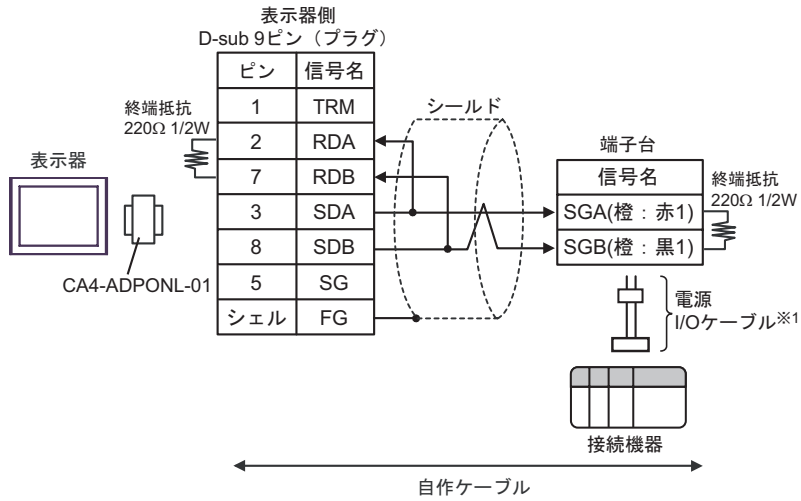 表示器側
D-sub 9ピン（プラグ）
ピン 信号名
1 TRM
2 RDA
7 RDB
3 SDA
8 SDB
5 SG
シェル FG
終端抵抗
220Ω 1/2W
表示器
CA4-ADPONL-01
シールド
端子台
信号名
SGA(橙：赤1)
SGB(橙：黒1)
終端抵抗
220Ω 1/2W
電源
I/Oケーブル※1
接続機器
自作ケーブル